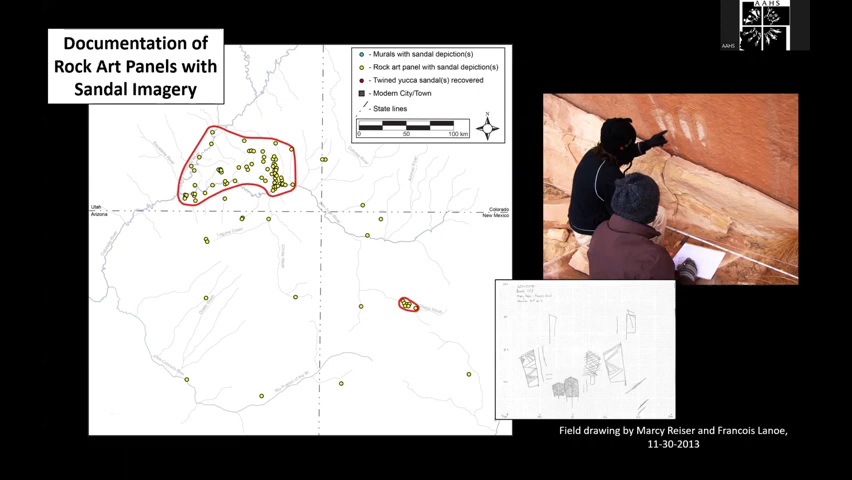 AAHS
AAHS
Documentation of
Rock Art Panels with
Sandal Imagery
- Murals with sandal depiction(s)
- Rock art panel with sandal depiction(s)
- Twined yucca sandal(s) recovered
- Modern City/Town
- State lines
N
0 50 100 km
Utah
Arizona
Colorado
New Mexico
Field drawing by Marcy Reiser and Francois Lanoe,
11-30-2013